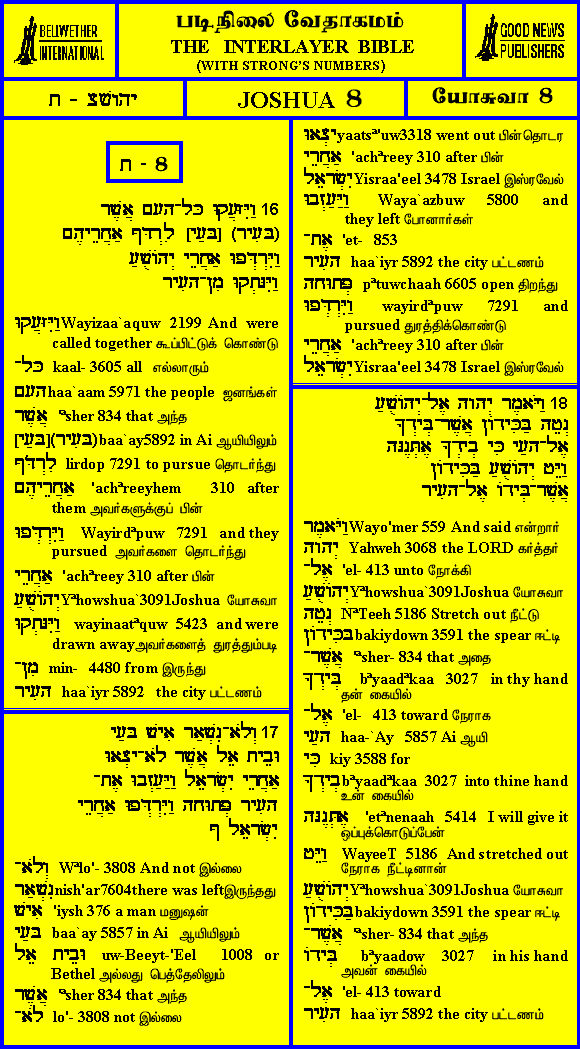 BELLWETHER
INTERNATIONAL
படிநிலை வேதாகமம்
THE INTERLAYER BIBLE
(WITH STRONG'S NUMBERS)
GOOD NEWS
PUBLISHERS
יהושצ - ח
JOSHUA 8
யோசுவா 8
ח - 8
16 וַיִּזָּעֲקוּ כָּל־הָעָם אֲשֶׁר
(בָּעִיר) [בָּעַי] לִרְדֹּף אַחֲרֵיהֶם
וַיִּרְדְּפוּ אַחֲרֵי יְהוֹשֻׁעַ
וַיִּנָּתְקוּ מִן־הָעִיר
וַיִּזָּעֲקוּ Wayizaa`aquw 2199 And were
called together கூப்பிட்டுக் கொண்டு
כָּל־ kaal- 3605 all எல்லாரும்
הָעָם haa`aam 5971 the people ஜனங்கள்
אֲשֶׁר ªsher 834 that அந்த
[בָּעַי](בָּעִיר) baa`ay5892 in Ai ஆயியிலும்
לִרְדֹּף lirdop 7291 to pursue தொடர்ந்து
אַחֲרֵיהֶם 'achªreeyhem 310 after
them அவர்களுக்குப் பின்
וַיִּרְדְּפוּ Wayirdªpuw 7291 and they
pursued அவர்களை தொடர்ந்து
אַחֲרֵי 'achªreey 310 after பின்
יְהוֹשֻׁעַ Yªhowshua`3091Joshua யோசுவா
וַיִּנָּתְקוּ wayinaatªquw 5423 and were
drawn away அவர்களைத் துரத்தும்படி
מִן־ min- 4480 from இருந்து
הָעִיר haa`iyr 5892 the city பட்டணம்
17 וְלֹא־נִשְׁאַר אִישׁ בָּעַי
וּבֵית אֵל אֲשֶׁר לֹא־יָצְאוּ
אַחֲרֵי יִשְׂרָאֵל וַיַּעַזְבוּ אֶת־
הָעִיר פְּתוּחָה וַיִּרְדְּפוּ אַחֲרֵי
יִשְׂרָאֵל ף
וְלֹא־ Wªlo'- 3808 And not இல்லை
נִשְׁאַר nish'ar7604there was left இருந்தது
אִישׁ 'iysh 376 a man மனுஷன்
בָּעַי baa`ay 5857 in Ai ஆயியிலும்
וּבֵית אֵל uw-Beeyt-'Eel 1008 or
Bethel அல்லது பெத்தேலிலும்
אֲשֶׁר ªsher 834 that அந்த
לֹא־ lo'- 3808 not இல்லை
יָצְאוּ yaatsª'uw3318 went out பின்தொடர
אַחֲרֵי 'achªreey 310 after பின்
יִשְׂרָאֵל Yisraa'eel 3478 Israel இஸ்ரவேல்
וַיַּעַזְבוּ Waya`azbuw 5800 and
they left போனார்கள்
אֶת־ 'et- 853
הָעִיר haa`iyr 5892 the city பட்டணம்
פְּתוּחָה pªtuwchaah 6605 open திறந்து
וַיִּרְדְּפוּ wayirdªpuw 7291 and
pursued துரத்திக்கொண்டு
אַחֲרֵי 'achªreey 310 after பின்
יִשְׂרָאֵל Yisraa'eel 3478 Israel இஸ்ரவேல்
18 וַיֹּאמֶר יְהוָה אֶל־יְהוֹשֻׁעַ
נְטֵה בַּכִּידוֹן אֲשֶׁר־בְּיָדְךָ
אֶל־הָעַי כִּי בְיָדְךָ אֶתְּנֶנָּה
וַיֵּט יְהוֹשֻׁעַ בַּכִּידוֹן
אֲשֶׁר־בְּיָדוֹ אֶל־הָעִיר
וַיֹּאמֶר Wayo'mer 559 And said என்றார்
יְהוָה Yahweh 3068 the LORD கர்த்தர்
אֶל־ 'el- 413 unto நோக்கி
יְהוֹשֻׁעַ Yªhowshua`3091Joshua யோசுவா
נְטֵה NªTeeh 5186 Stretch out நீட்டு
בַּכִּידוֹן bakiydown 3591 the spear ஈட்டி
אֲשֶׁר־ ªsher- 834 that அதை
בְּיָדְךָ bªyaadªkaa 3027 in thy hand
தன் கையில்
אֶל־ 'el- 413 toward நேராக
הָעַי haa-`Ay 5857 Ai ஆயி
כִּי kiy 3588 for
בְיָדְךָ bªyaadªkaa 3027 into thine hand
உன் கையில்
אֶתְּנֶנָּה 'etªnenaah 5414 I will give it
ஒப்புக்கொடுப்பேன்
וַיֵּט WayeeT 5186 And stretched out
நேராக நீட்டினான்
יְהוֹשֻׁעַ Yªhowshua`3091Joshua யோசுவா
בַּכִּידוֹן bakiydown 3591 the spear ஈட்டி
אֲשֶׁר־ ªsher- 834 that அந்த
בְּיָדוֹ bªyaadow 3027 in his hand
அவன் கையில்
אֶל־ 'el- 413 toward
הָעִיר haa`iyr 5892 the city பட்டணம்